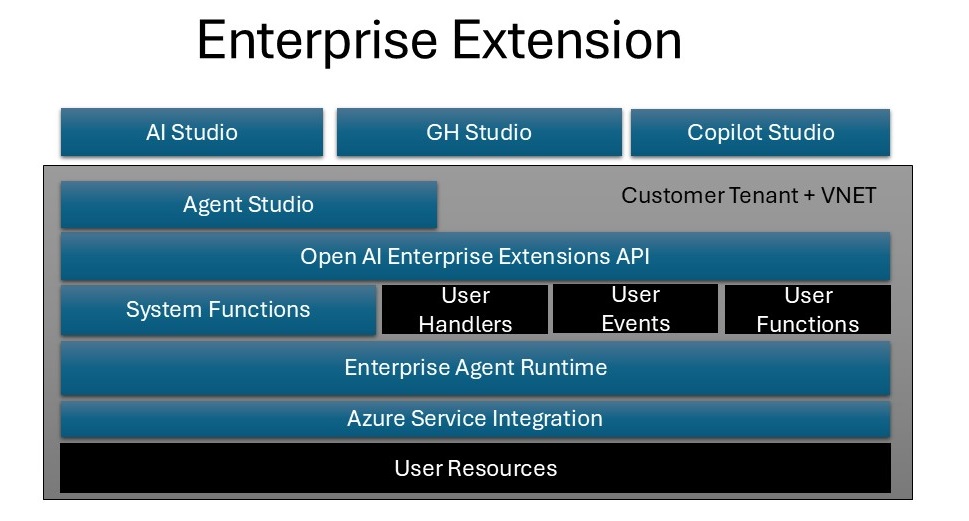 Enterprise Extension
AI Studio
GH Studio
Copilot Studio
Agent Studio
Customer Tenant + VNET
Open AI Enterprise Extensions API
System Functions
User
Handlers
User
Events
User
Functions
Enterprise Agent Runtime
Azure Service Integration
User Resources